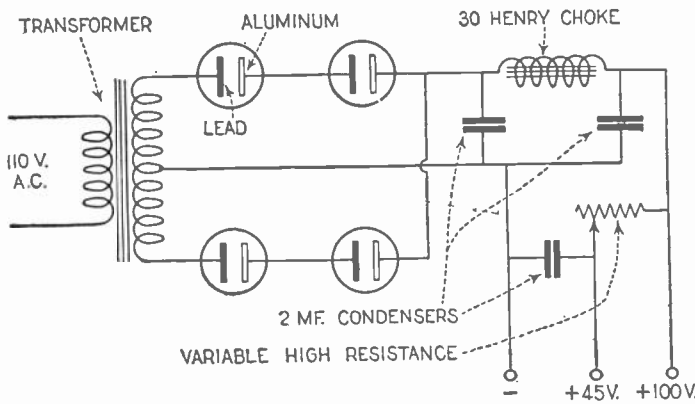 TRANSFORMER
ALUMINUM
30 HENRY CHOKE
LEAD
110 V.
A.C.
2 MF. CONDENSERS
VARIABLE HIGH RESISTANCE
–
+45V.
+100V.